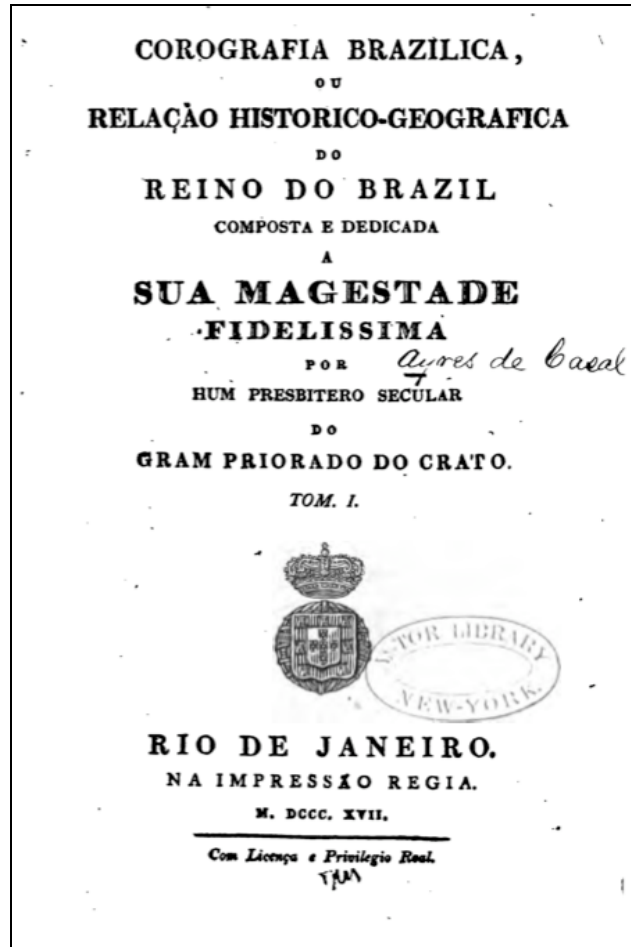 COROGRAFIA BRAZILICA,
OU
RELAÇÃO HISTORICO-GEOGRAFICA
DO
REINO DO BRAZIL
COMPOSTA E DEDICADA
A
SUA MAGESTADE
FIDELISSIMA
POR Ayres de Casal
HUM PRESBITERO SECULAR
DO
GRAM PRIORADO DO CRATO.
TOM. I.
ASTOR LIBRARY
NEW-YORK.
RIO DE JANEIRO.
NA IMPRESSÃO REGIA.
M. DCCC. XVII.
Com Licença e Privilegio Real.